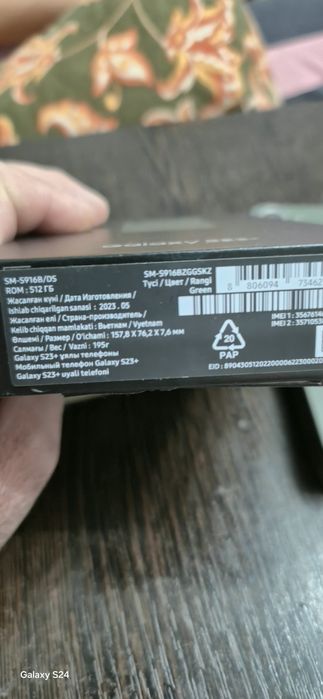 SM-S916B/DS
ROM : 512 ГБ
Жасалған күні / Дата Изготовления /
Ishlab chiqarilgan sanasi : 2023 . 05
Жасалған елі : Страна-производитель /
Kelib chiqqan mamlakati : Вьетнам / Vyetnam
Өлшемі / Размер / O'lchami : 157,8 X 76,2 X 7,6 мм
Салмағы / Вес / Vazni : 195г
Galaxy S23+ ұялы телефоны
Мобильный телефон Galaxy S23+
Galaxy S23+ uyali telefoni
SM-S916BZGGSKZ
Түсі / Цвет / Rangi
Green
8 806094 73462
IMEI 1 :
IMEI 2 :
20
PAP
EID :
Galaxy S24